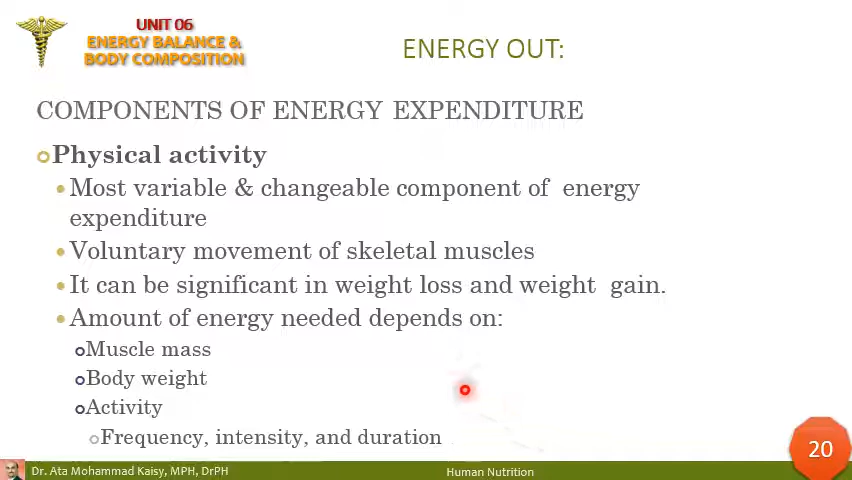 UNIT 06
ENERGY BALANCE &
BODY COMPOSITION
ENERGY OUT:
COMPONENTS OF ENERGY EXPENDITURE
Physical activity
Most variable & changeable component of energy
expenditure
Voluntary movement of skeletal muscles
It can be significant in weight loss and weight gain.
Amount of energy needed depends on:
Muscle mass
Body weight
Activity
Frequency, intensity, and duration
20
Dr. Ata Mohammad Kaisy, MPH, DrPH
Human Nutrition